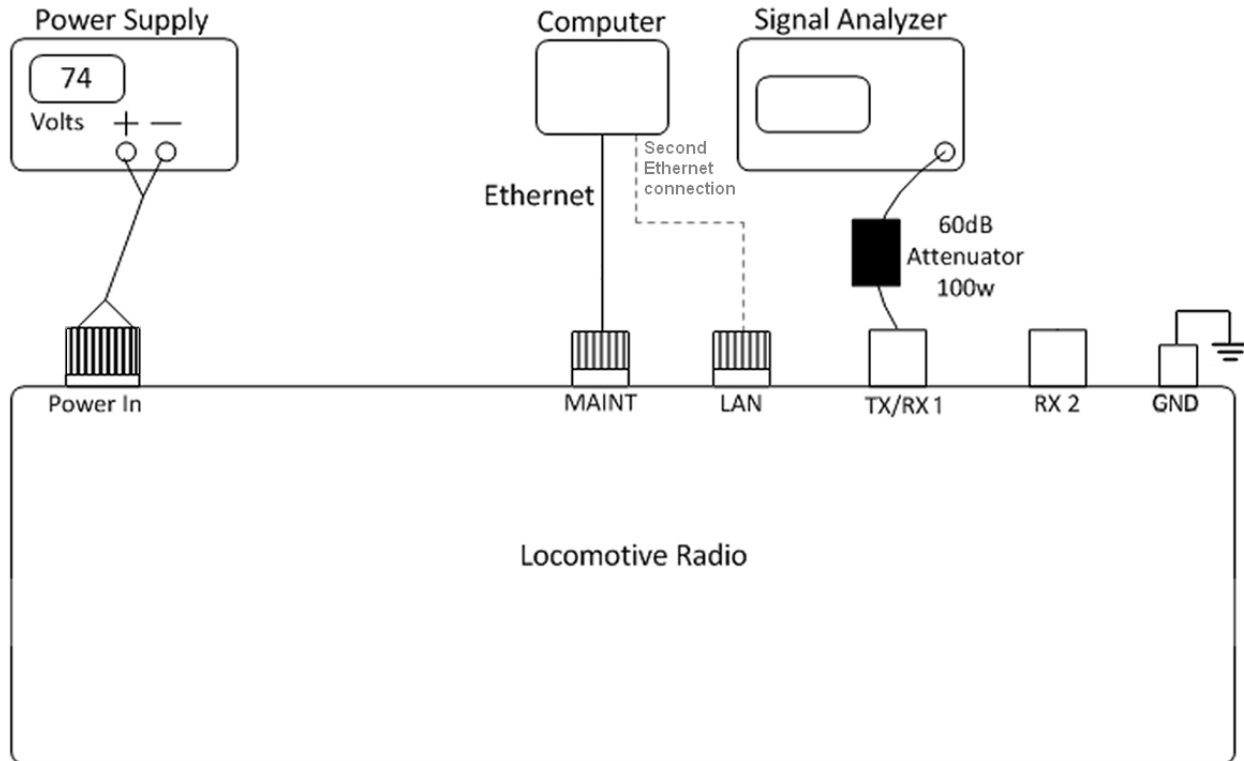 Power Supply
Computer
Signal Analyzer
74
Volts + —
Second
Ethernet
connection
Ethernet
60dB
Attenuator
100w
Power In
MAINT
LAN
TX/RX 1
RX 2
GND
Locomotive Radio